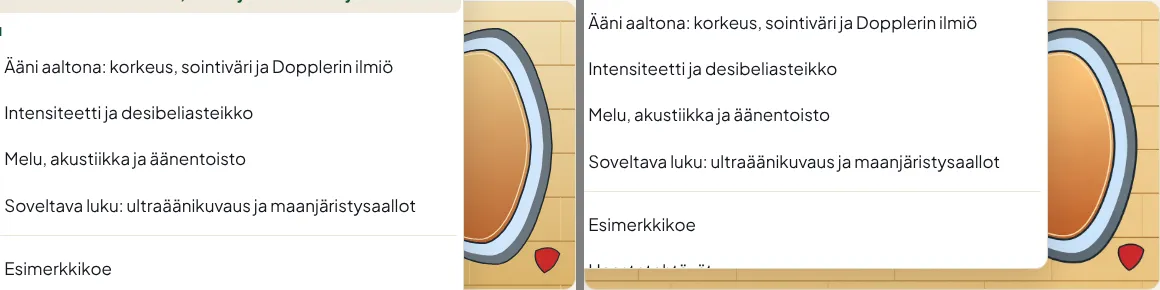 Ääni aaltona: korkeus, sointiväri ja Dopplerin ilmiö
Intensiteetti ja desibeliasteikko
Melu, akustiikka ja äänentoisto
Soveltava luku: ultraäänikuvaus ja maanjäristysaallot
Esimerkkikoe
Ääni aaltona: korkeus, sointiväri ja Dopplerin ilmiö
Intensiteetti ja desibeliasteikko
Melu, akustiikka ja äänentoisto
Soveltava luku: ultraäänikuvaus ja maanjäristysaallot
Esimerkkikoe